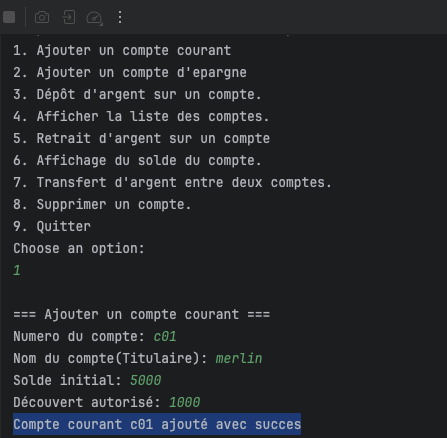 1. Ajouter un compte courant
2. Ajouter un compte d'epargne
3. Dépôt d'argent sur un compte.
4. Afficher la liste des comptes.
5. Retrait d'argent sur un compte
6. Affichage du solde du compte.
7. Transfert d'argent entre deux comptes.
8. Supprimer un compte.
9. Quitter
Choose an option:
1
=== Ajouter un compte courant ===
Numero du compte: c01
Nom du compte(Titulaire): merlin
Solde initial: 5000
Découvert autorisé: 1000
Compte courant c01 ajouté avec succes